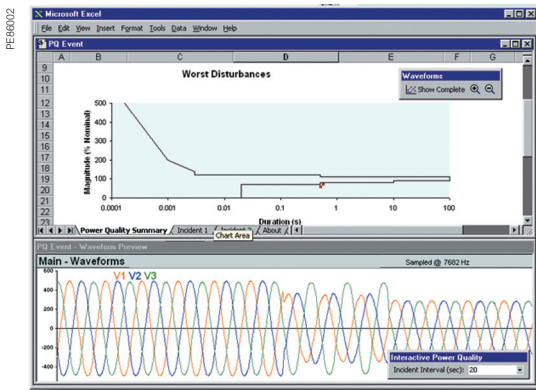 PE86002
Microsoft Excel
File Edit View Insert Format Tools Data Window Help
PQ Event
A B C D E F G
9
10
11
12
13
14
15
16
17
18
19
20
21
22
23
Worst Disturbances
Waveforms
Show Complete
Magnitude (% Nominal)
500
400
300
200
100
0
0.0001 0.001 0.01 0.1 1 10 100
Duration (s)
Power Quality Summary Incident 1 About
Chart Area
PQ Event - Waveform Preview
Main - Waveforms Sampled @ 7682 Hz
V1 V2 V3
600
400
200
0
-200
-400
Interactive Power Quality
Incident Interval (sec): 20